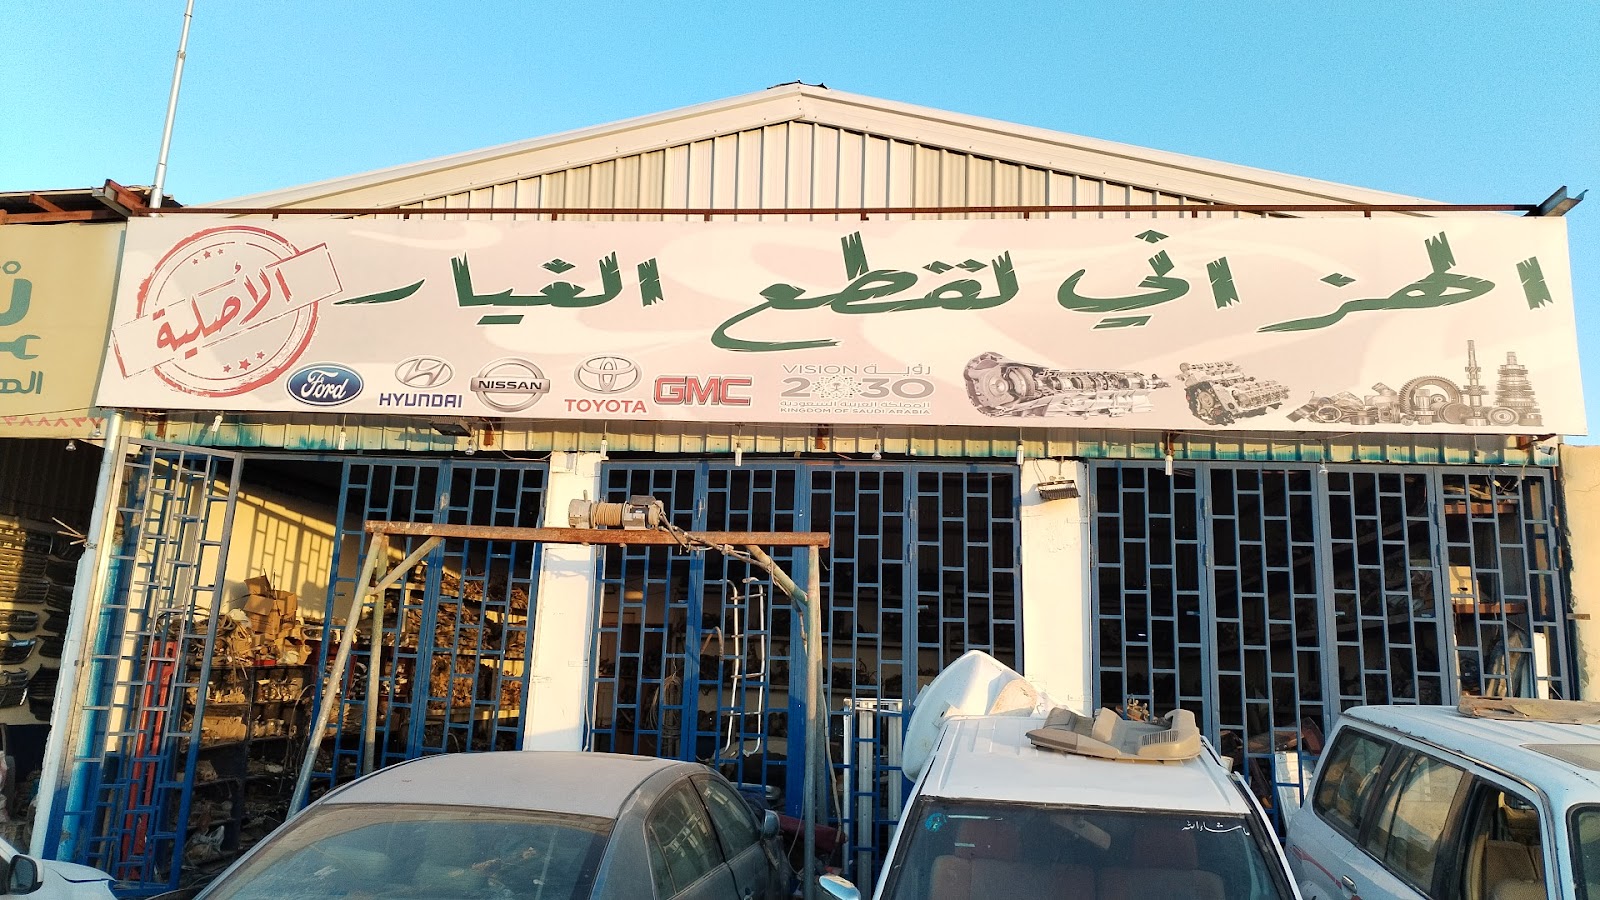 الهزاني لقطع الغيار
الأصلية
Ford
HYUNDAI
NISSAN
TOYOTA
GMC
VISION رؤية
2030
المملكة العربية السعودية
KINGDOM OF SAUDI ARABIA
ماشاءالله